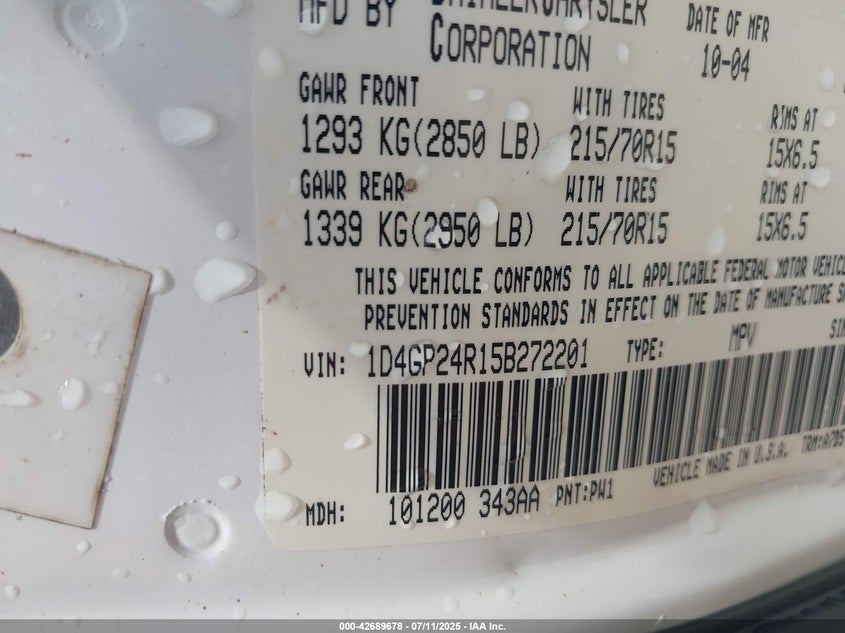 MFD BY DAIMLERCHRYSLER CORPORATION
DATE OF MFR
10-04
GAWR FRONT WITH TIRES RIMS AT
1293 KG(2850 LB) 215/70R15 15X6.5
GAWR REAR WITH TIRES RIMS AT
1339 KG(2950 LB) 215/70R15 15X6.5
THIS VEHICLE CONFORMS TO ALL APPLICABLE FEDERAL MOTOR
PREVENTION STANDARDS IN EFFECT ON THE DATE OF MANUFACTURE
VIN: 1D4GP24R15B272201 TYPE: MPV
VEHICLE MADE IN U.S.A.
MDH: 101200 343AA PNT:PW1
000-42689678 - 07/11/2025 - IAA Inc.